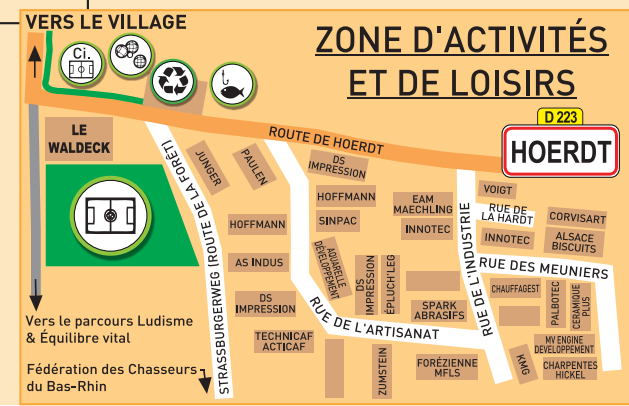 VERS LE VILLAGE
ZONE D'ACTIVITÉS
ET DE LOISIRS
Ci.
D 223
HOERDT
ROUTE DE HOERDT
LE
WALDECK
JUNGER
PAULEN
DS
IMPRESSION
HOFFMANN
SINPAC
EAM
MAECHLING
INNOTEC
VOIGT
RUE DE
LA HARDT
CORVISART
INNOTEC
ALSACE
BISCUITS
RUE DES MEUNIERS
HOFFMANN
AS INDUS
DS
IMPRESSION
TECHNICAF
ACTICAF
AQUARELLE
DÉVELOPPEMENT
DS
IMPRESSION
ÉPLUCH'LEG
SPARK
ABRASIFS
CHAUFFAGEST
PALBOTEC
CERAMIQUE
PLUS
MV ENGINE
DEVELOPPEMENT
CHARPENTES
HICKEL
KMG
FORÉZIENNE
MFLS
ZUMSTEIN
RUE DE L'ARTISANAT
RUE DE L'INDUSTRIE
STRASSBURGERWEG (ROUTE DE LA FORÊT)
Vers le parcours Ludisme
& Équilibre vital
Fédération des Chasseurs
du Bas-Rhin